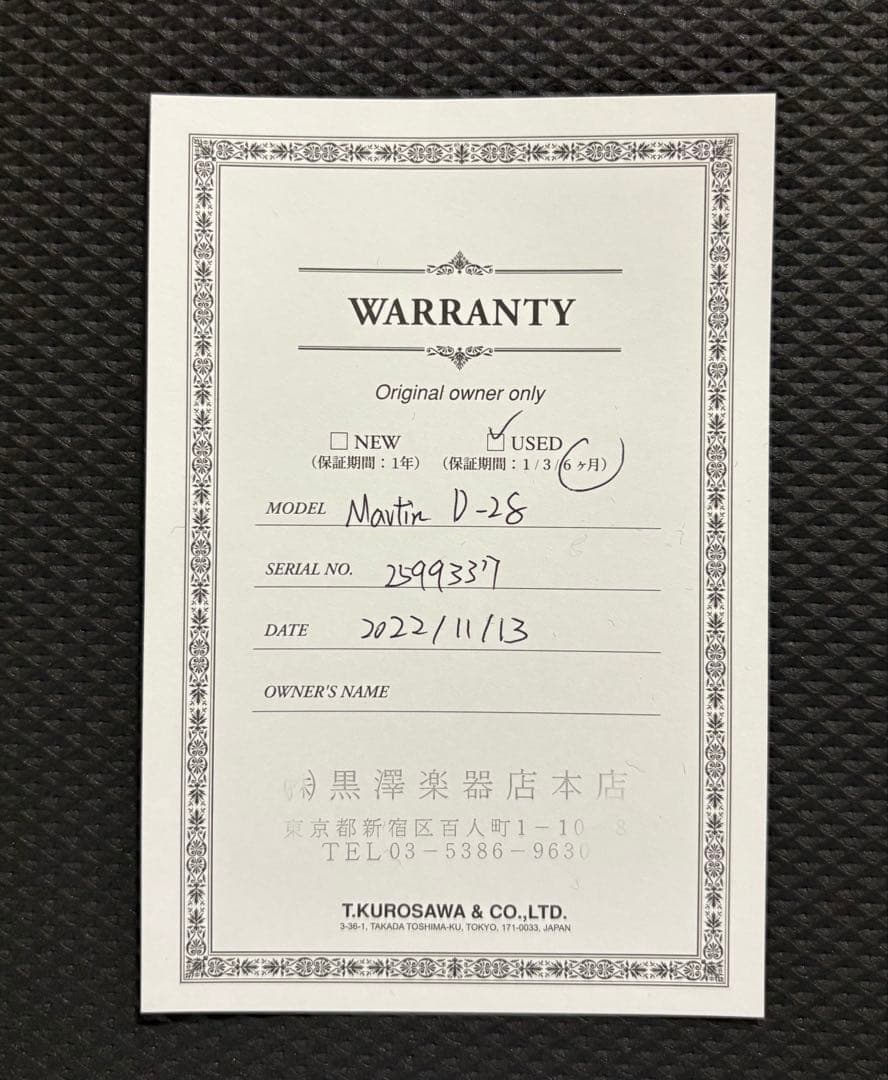 WARRANTY
Original owner only
☐ NEW ☑ USED
（保証期間：1年）（保証期間：1 / 3 / 6ヶ月）
MODEL Martin D-28
SERIAL NO. 2599337
DATE 2022/11/13
OWNER'S NAME
㈱黒澤楽器店本店
東京都新宿区百人町1－10－8
TEL 03－5386－9630
T.KUROSAWA & CO.,LTD.
3-36-1, TAKADA TOSHIMA-KU, TOKYO, 171-0033, JAPAN